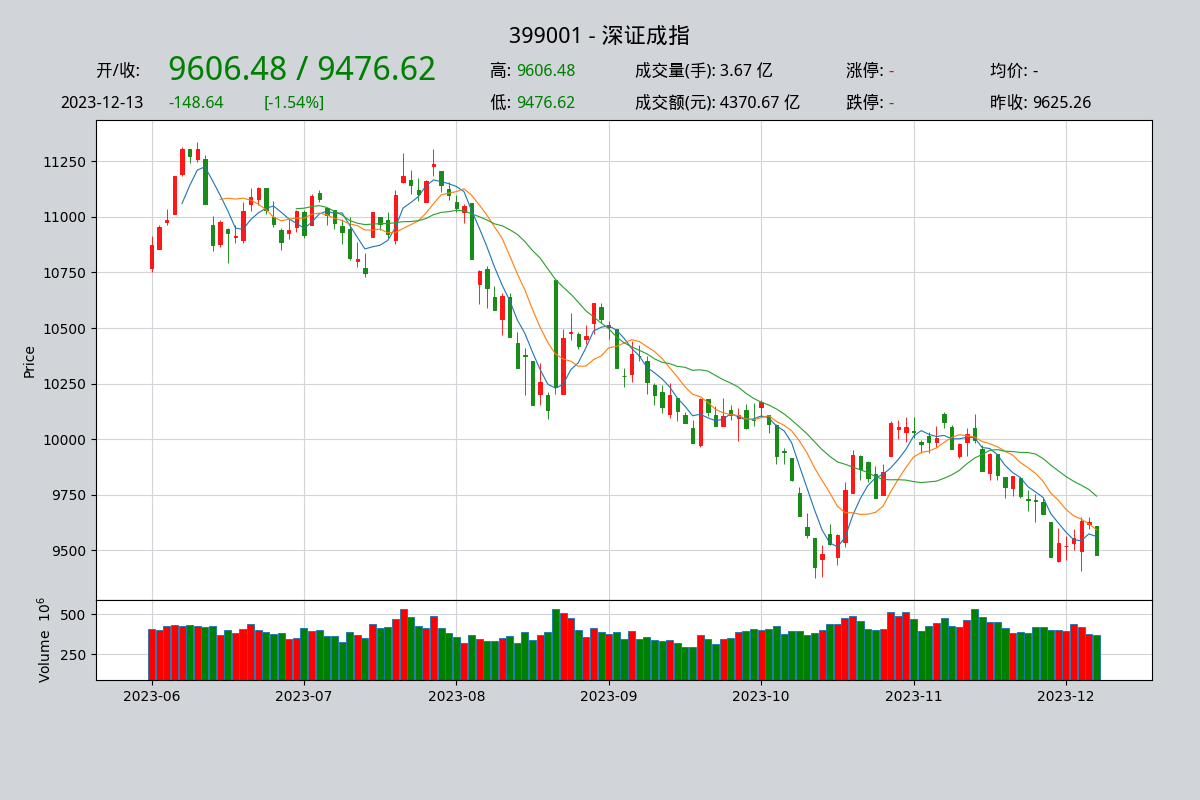 399001 - 深证成指
开/收: 9606.48 / 9476.62 高: 9606.48 成交量(手): 3.67 亿 涨停: - 均价: -
2023-12-13 -148.64 [-1.54%] 低: 9476.62 成交额(元): 4370.67 亿 跌停: - 昨收: 9625.26
Price
11250
11000
10750
10500
10250
10000
9750
9500
Volume 10^6
500
250
2023-06 2023-07 2023-08 2023-09 2023-10 2023-11 2023-12